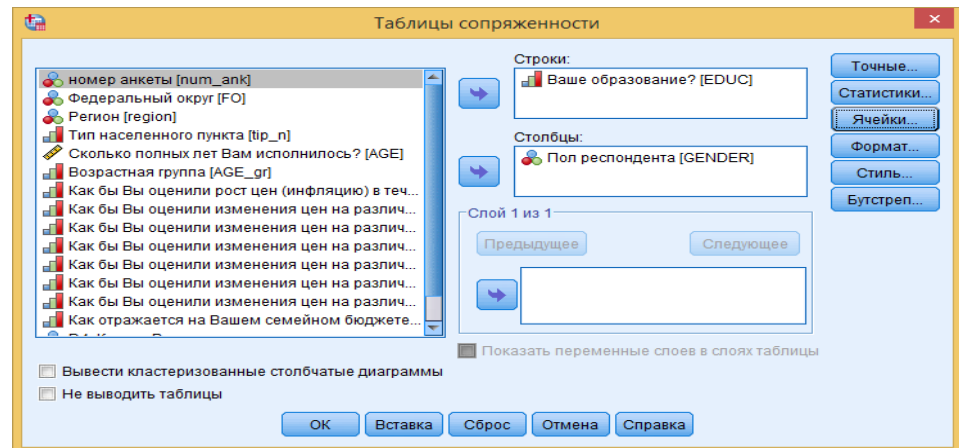 Таблицы сопряженности
номер анкеты [num_ank]
Федеральный округ [FO]
Регион [region]
Тип населенного пункта [tip_n]
Сколько полных лет Вам исполнилось? [AGE]
Возрастная группа [AGE_gr]
Как бы Вы оценили рост цен (инфляцию) в теч...
Как бы Вы оценили изменения цен на различ...
Как бы Вы оценили изменения цен на различ...
Как бы Вы оценили изменения цен на различ...
Как бы Вы оценили изменения цен на различ...
Как бы Вы оценили изменения цен на различ...
Как бы Вы оценили изменения цен на различ...
Как отражается на Вашем семейном бюджете...
Строки:
Ваше образование? [EDUC]
Столбцы:
Пол респондента [GENDER]
Слой 1 из 1
Предыдущее
Следующее
Показать переменные слоев в слоях таблицы
Точные...
Статистики...
Ячейки...
Формат...
Стиль...
Бутстреп...
Вывести кластеризованные столбчатые диаграммы
Не выводить таблицы
ОК
Вставка
Сброс
Отмена
Справка